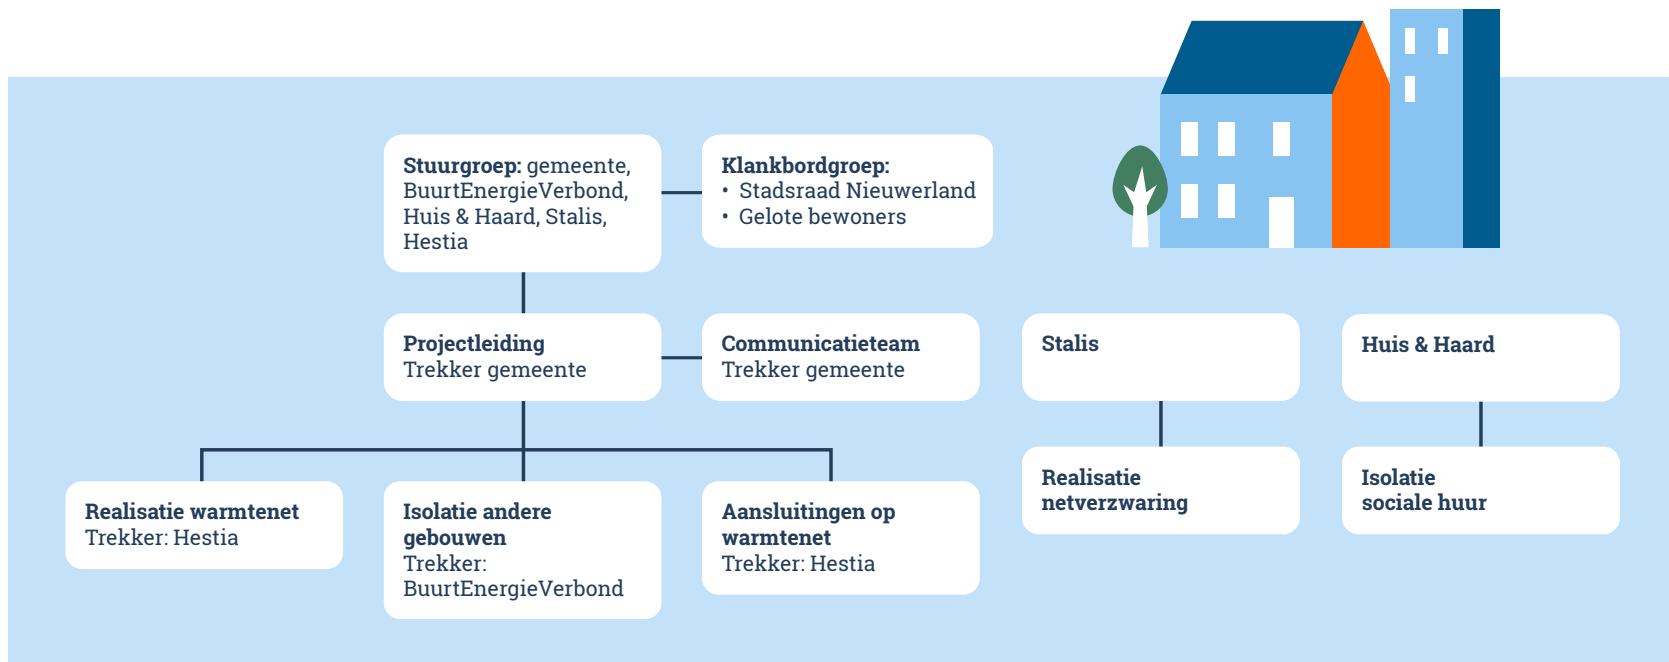 Stuurgroep: gemeente,
BuurtEnergieVerbond,
Huis & Haard, Stalis,
Hestia
Klankbordgroep:
• Stadsraad Nieuwerland
• Gelote bewoners
Projectleiding
Trekker gemeente
Communicatieteam
Trekker gemeente
Stalis
Huis & Haard
Realisatie warmtenet
Trekker: Hestia
Isolatie andere
gebouwen
Trekker:
BuurtEnergieVerbond
Aansluitingen op
warmtenet
Trekker: Hestia
Realisatie
netverzwaring
Isolatie
sociale huur